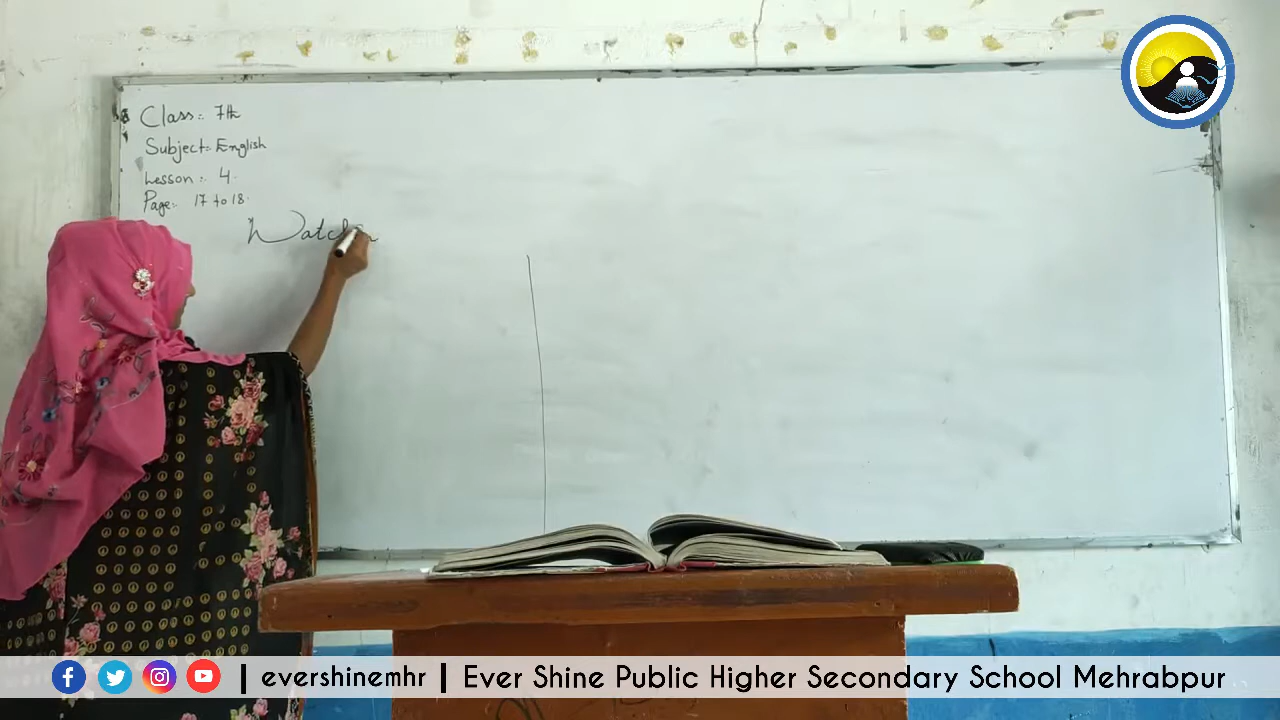 Class:- 7th
Subject:- English
Lesson:- 4.
Page:- 17 to 18.
| evershinemhr | Ever Shine Public Higher Secondary School Mehrabpur